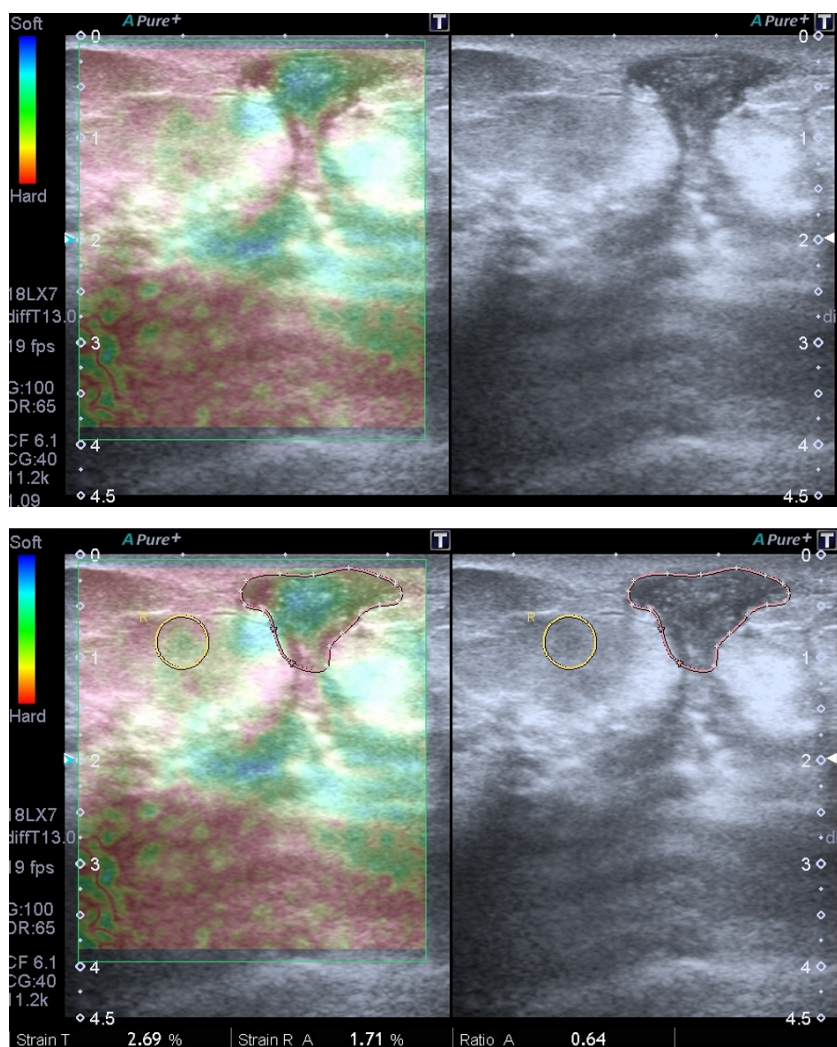 Soft
A Pure+
T
0
A Pure+
T
0
1
1
Hard
2
2
18LX7
diffT13.0
di
19 fps
3
3
G:100
DR:65
4
4
CF 6.1
CG:40
11.2k
1.09
4.5
4.5
Soft
A Pure+
T
0
A Pure+
T
0
R
R
1
1
Hard
2
2
18LX7
diffT13.0
di
19 fps
3
3
G:100
DR:65
CF 6.1
4
4
CG:40
11.2k
4.5
Strain T 2.69 % Strain R A 1.71 % Ratio A 0.64